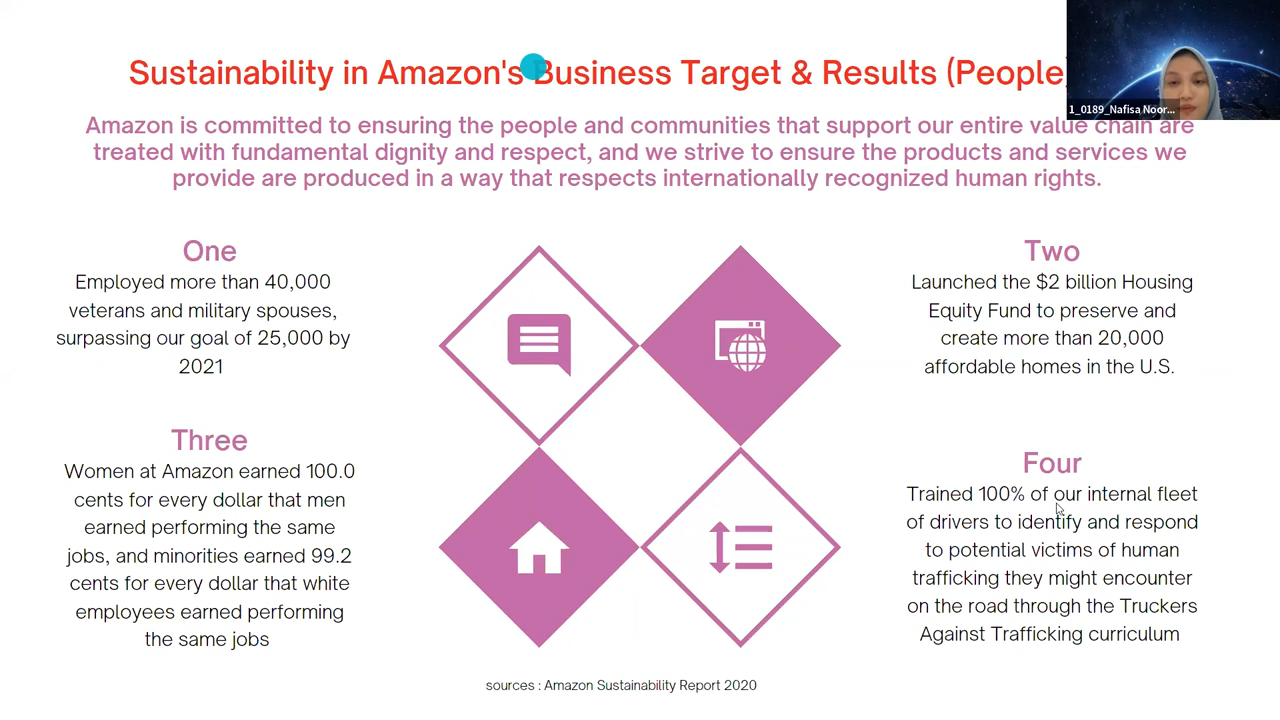 Sustainability in Amazon's Business Target & Results (People)
1_0189_Nafisa Noor...
Amazon is committed to ensuring the people and communities that support our entire value chain are
treated with fundamental dignity and respect, and we strive to ensure the products and services we
provide are produced in a way that respects internationally recognized human rights.
One
Employed more than 40,000
veterans and military spouses,
surpassing our goal of 25,000 by
2021
Two
Launched the $2 billion Housing
Equity Fund to preserve and
create more than 20,000
affordable homes in the U.S.
Three
Women at Amazon earned 100.0
cents for every dollar that men
earned performing the same
jobs, and minorities earned 99.2
cents for every dollar that white
employees earned performing
the same jobs
Four
Trained 100% of our internal fleet
of drivers to identify and respond
to potential victims of human
trafficking they might encounter
on the road through the Truckers
Against Trafficking curriculum
sources : Amazon Sustainability Report 2020